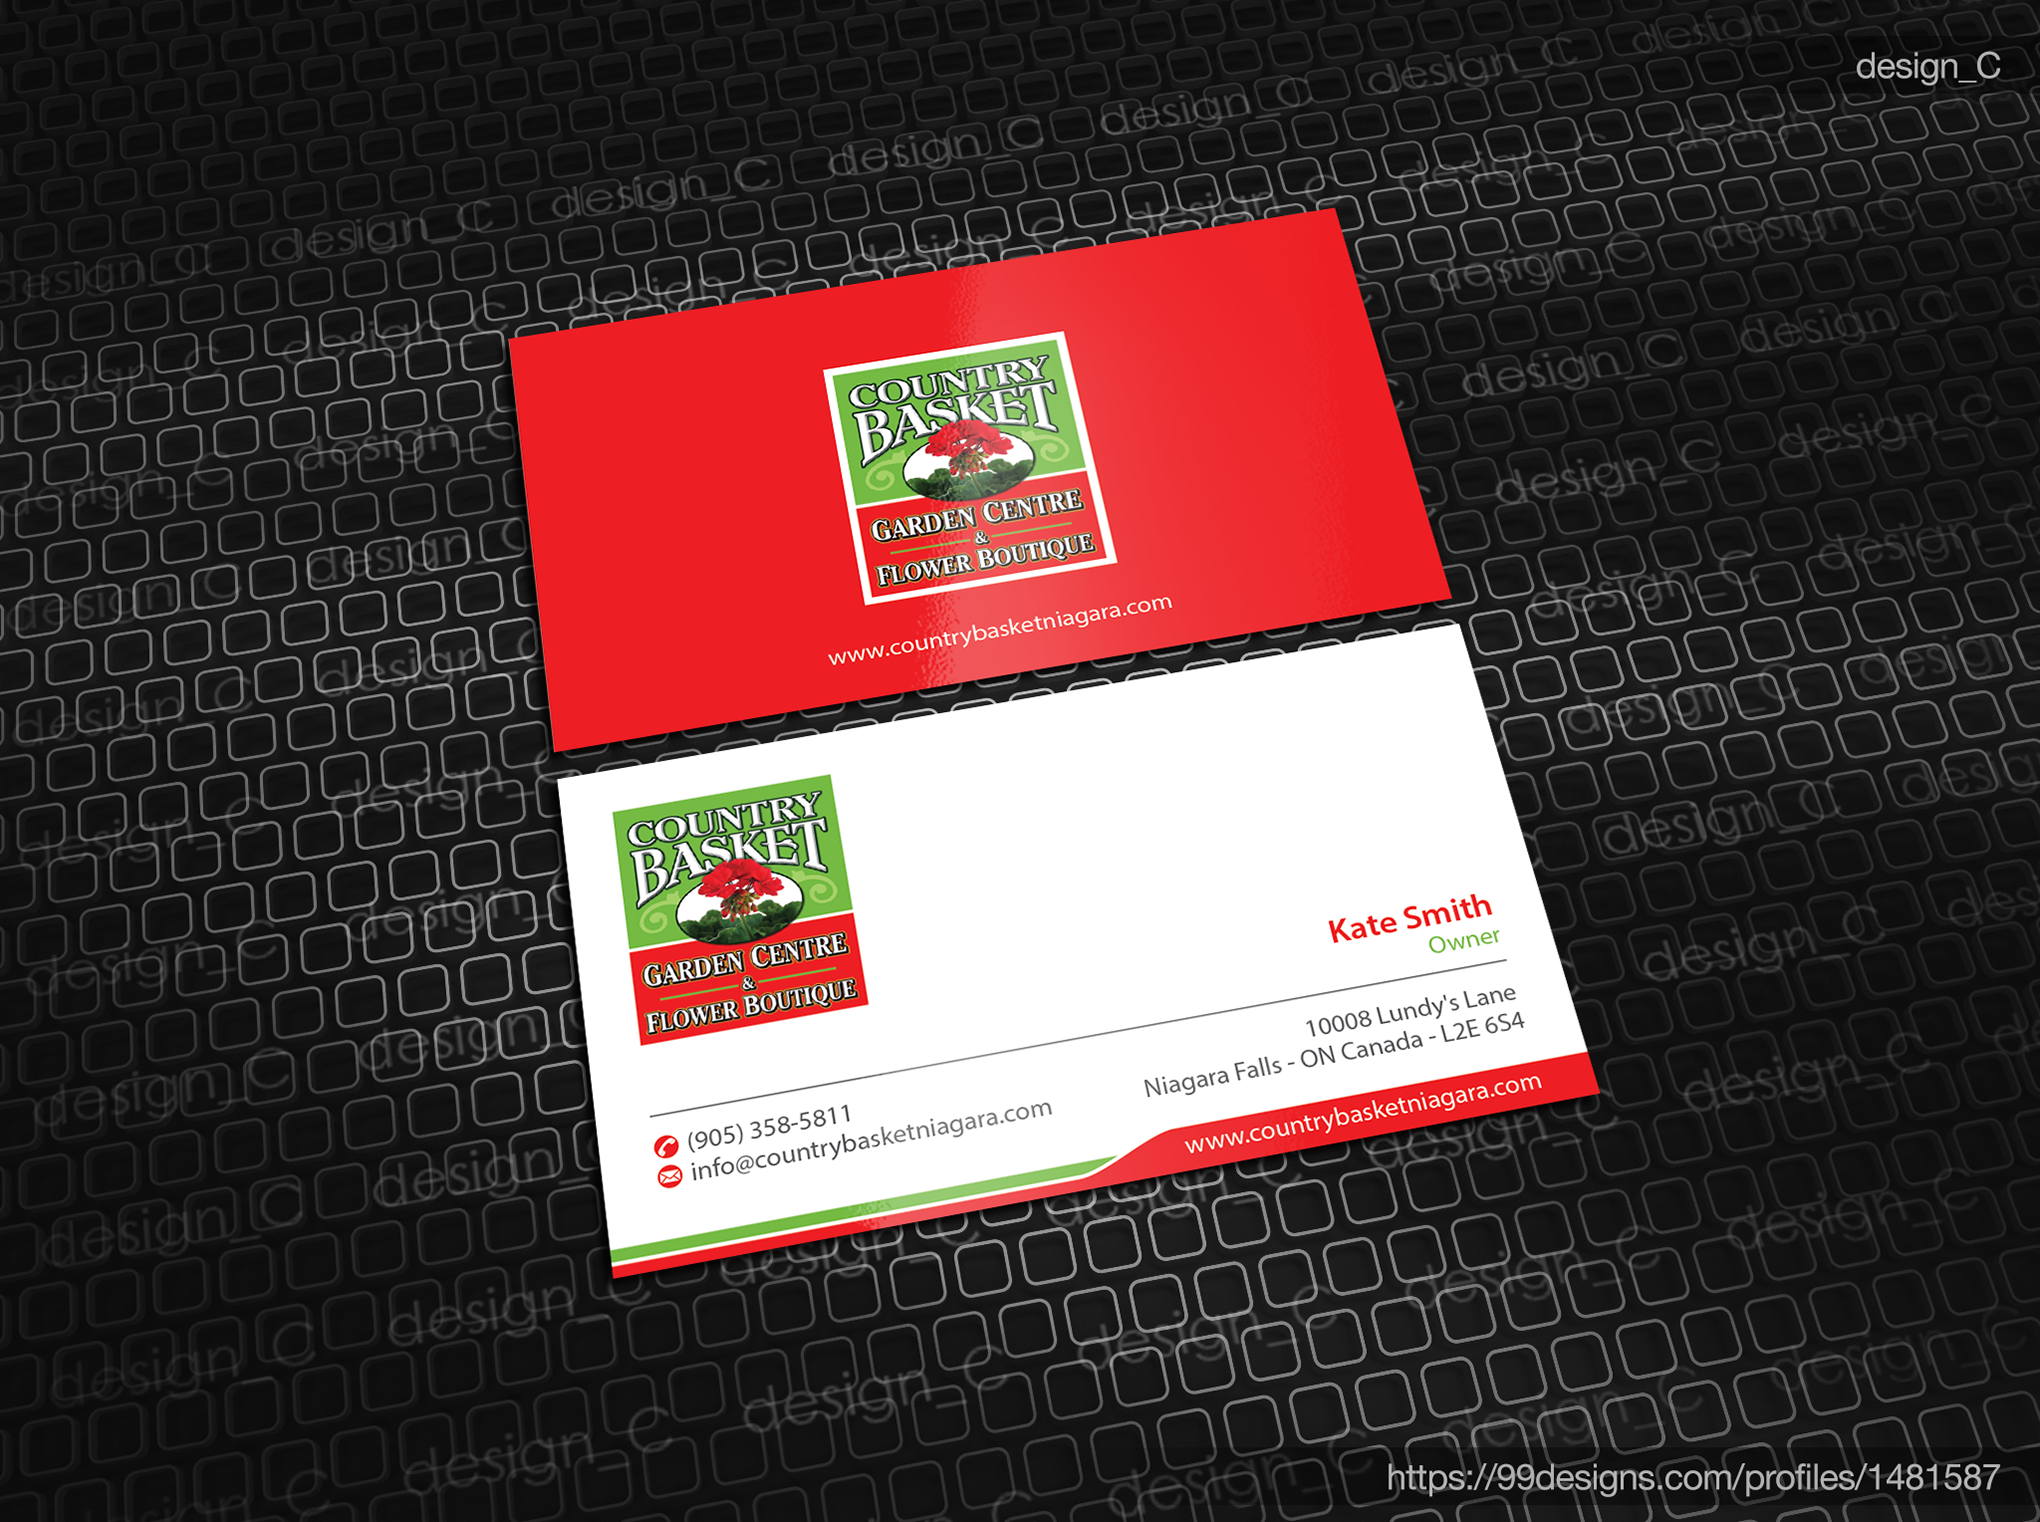 design_C
COUNTRY
BASKET
GARDEN CENTRE
&
FLOWER BOUTIQUE
www.countrybasketniagara.com
COUNTRY
BASKET
GARDEN CENTRE
&
FLOWER BOUTIQUE
Kate Smith
Owner
10008 Lundy's Lane
Niagara Falls - ON Canada - L2E 6S4
(905) 358-5811
info@countrybasketniagara.com
www.countrybasketniagara.com
https://99designs.com/profiles/1481587